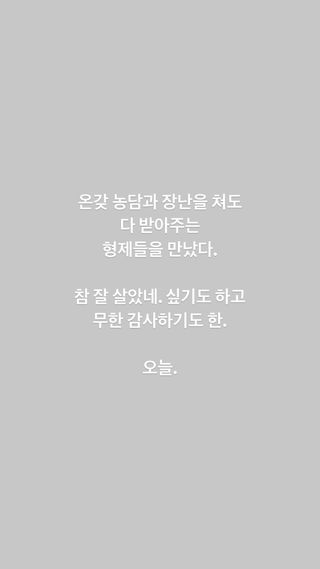 온갖 농담과 장난을 쳐도
다 받아주는
형제들을 만났다.
참 잘 살았네. 싶기도 하고
무한 감사하기도 한.
오늘.